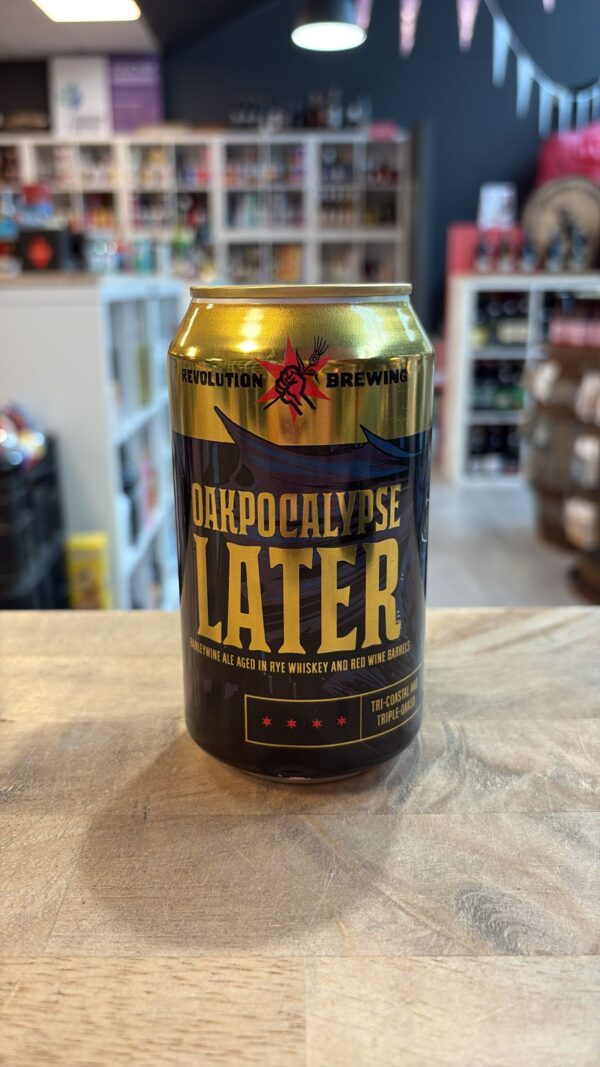 REVOLUTION BREWING
OAKPOCALYPSE
LATER
BARLEYWINE ALE AGED IN RYE WHISKEY AND RED WINE BARRELS
TRI-COASTAL AND
TRIPLE-OAKED